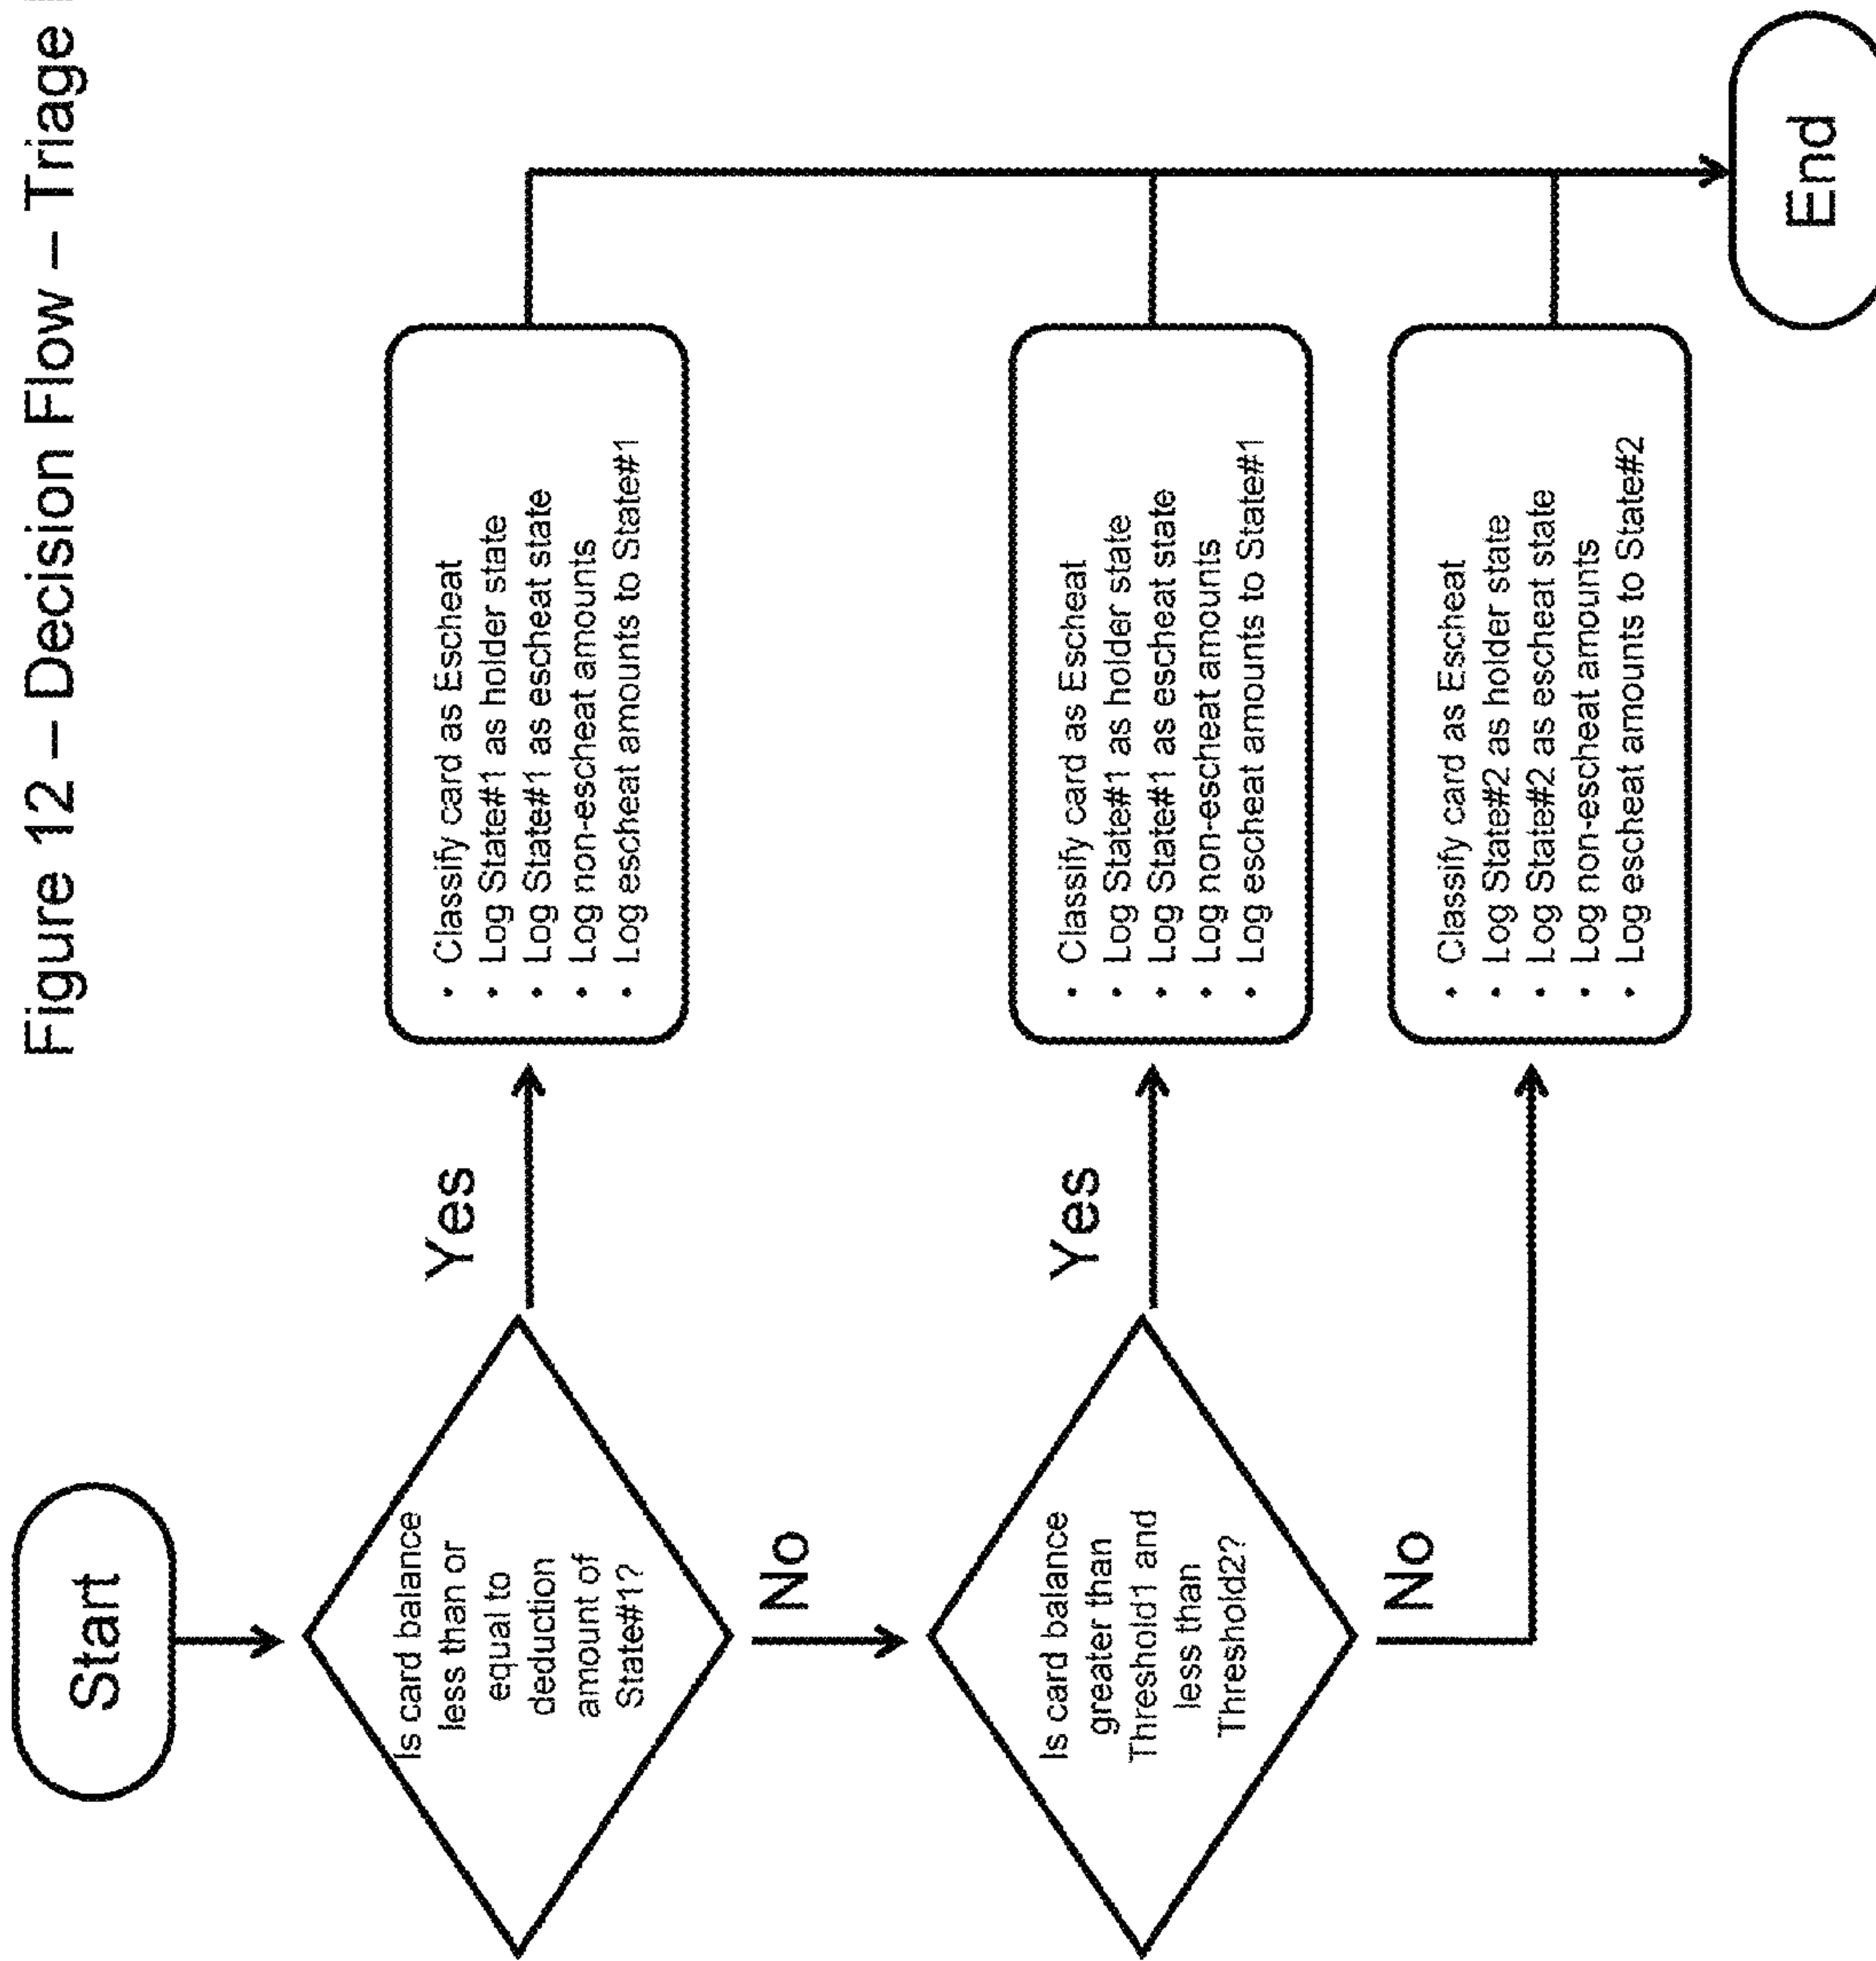 Figure 12 – Decision Flow – Triage
Start
Is card balance
less than or
equal to
deduction
amount of
State#1?
Yes
• Classify card as Escheat
• Log State#1 as holder state
• Log State#1 as escheat state
• Log non-escheat amounts
• Log escheat amounts to State#1
No
Is card balance
greater than
Threshold1 and
less than
Threshold2?
Yes
• Classify card as Escheat
• Log State#1 as holder state
• Log State#1 as escheat state
• Log non-escheat amounts
• Log escheat amounts to State#1
No
• Classify card as Escheat
• Log State#2 as holder state
• Log State#2 as escheat state
• Log non-escheat amounts
• Log escheat amounts to State#2
End